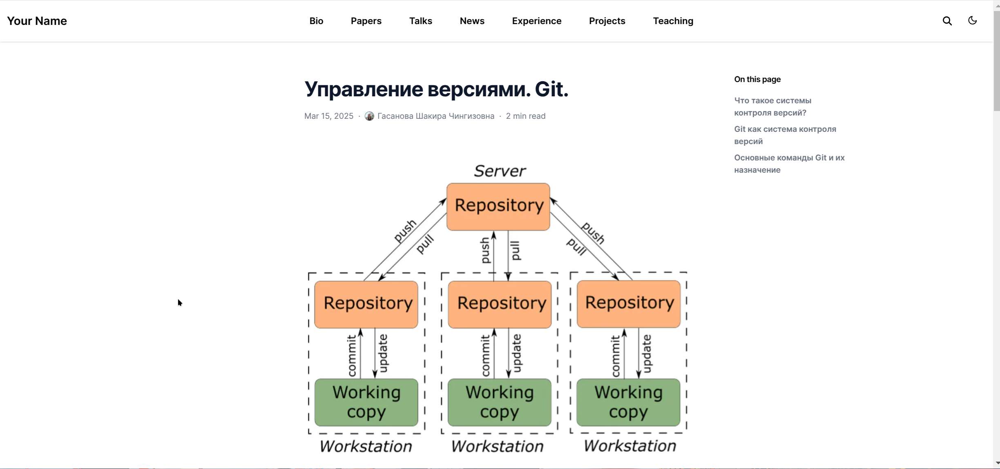 Your Name
Bio Papers Talks News Experience Projects Teaching
Управление версиями. Git.
Mar 15, 2025 · Гасанова Шакира Чингизовна · 2 min read
On this page
Что такое системы
контроля версий?
Git как система контроля
версий
Основные команды Git и их
назначение
Server
Repository
push pull push pull push pull
Repository Repository Repository
commit update commit update commit update
Working Working Working
copy copy copy
Workstation Workstation Workstation